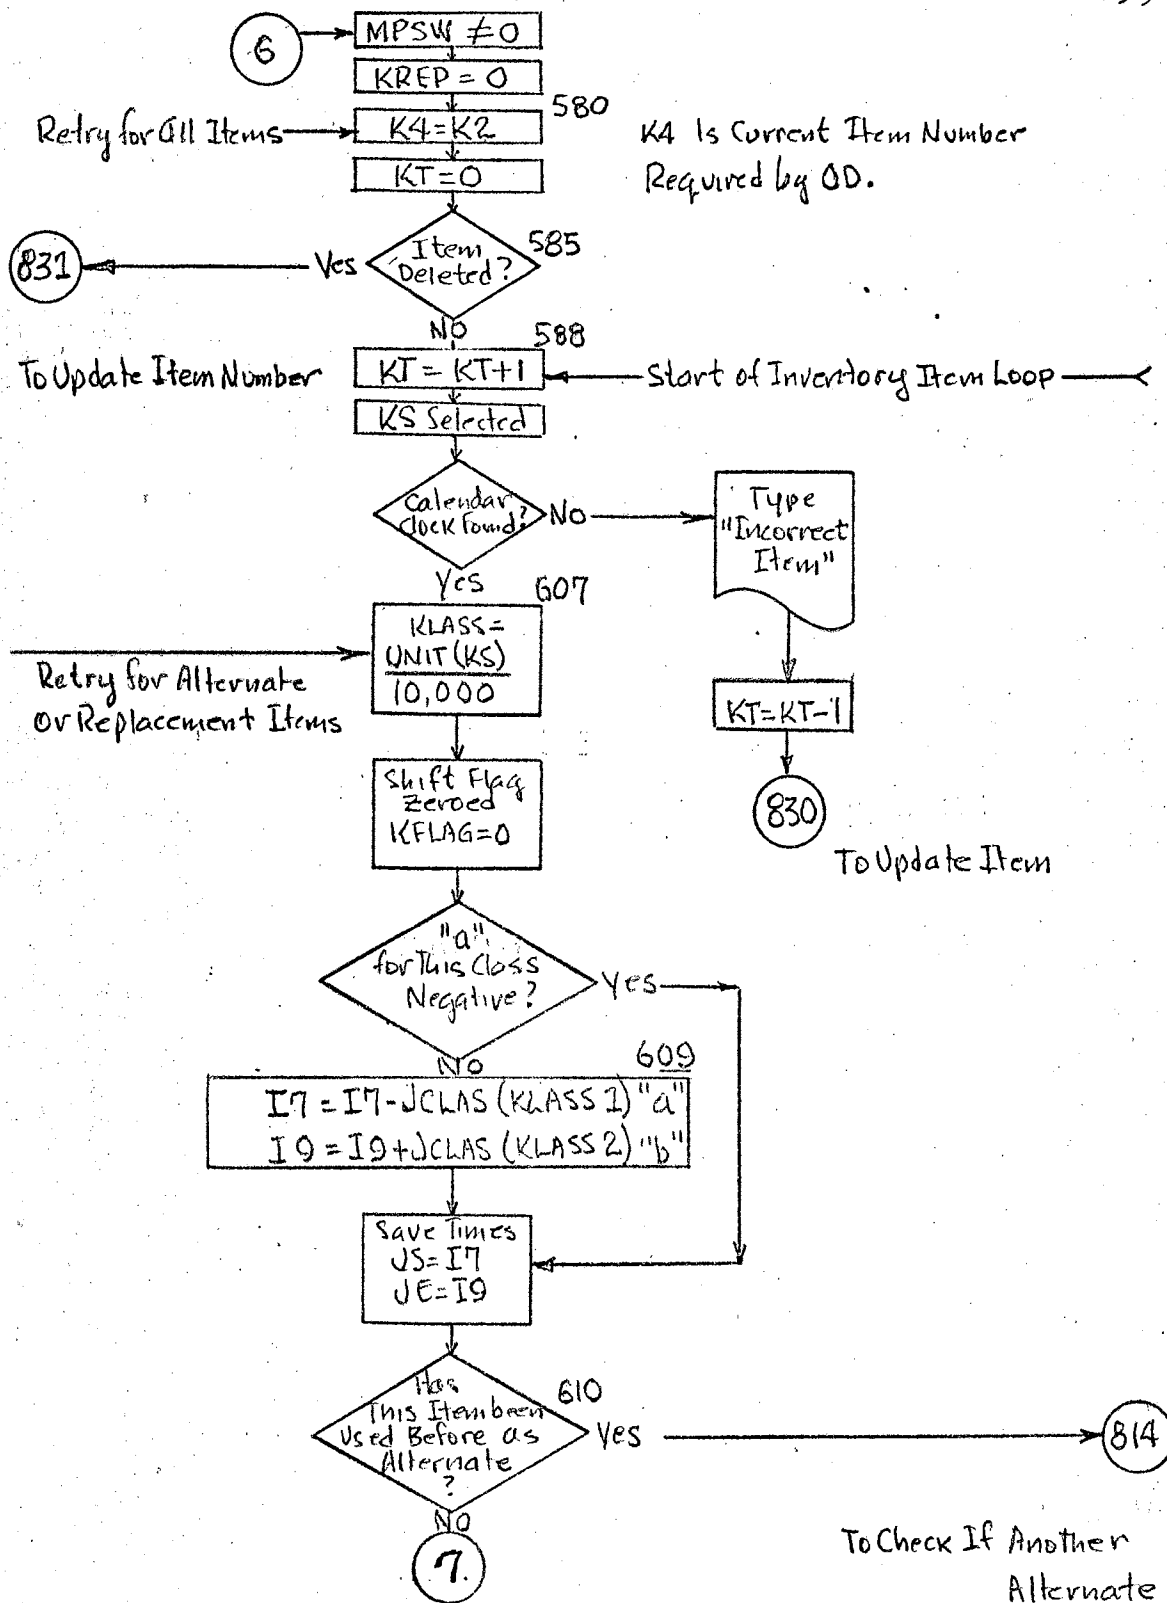 6
MPSW ≠ 0
KREP = 0
580
Retry for All Items
K4=K2
K4 Is Current Item Number
Required by OD.
KT=0
831
Yes
Item
Deleted?
585
NO
588
To Update Item Number
KT = KT+1
Start of Inventory Item Loop
KS Selected
Calendar
Clock Found?
No
Type
"Incorrect
Item"
Yes
607
KLASS=
UNIT(KS)
10,000
Retry for Alternate
Or Replacement Items
KT=KT-1
Shift Flag
Zeroed
KFLAG=0
830
To Update Item
"a"
for This Class
Negative?
Yes
NO
609
I7 = I7-JCLAS (KLASS 1) "a"
I9 = I9+JCLAS (KLASS 2) "b"
Save Times
JS=I7
JE=I9
Has
This Item been
Used Before as
Alternate
?
610
Yes
814
NO
7
To Check If Another
Alternate